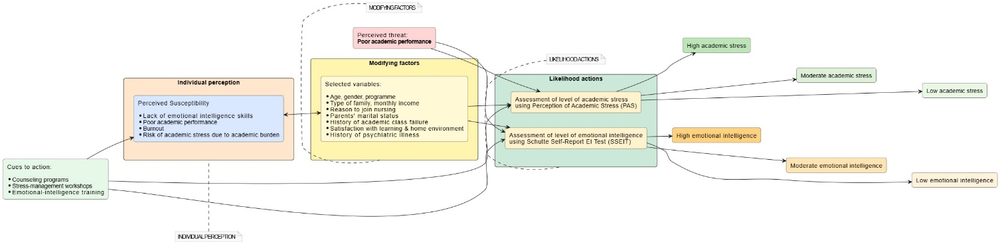 MODIFYING FACTORS
Perceived threat:
Poor academic performance
High academic stress
LIKELIHOOD ACTIONS
Modifying factors
Selected variables:
• Age, gender, programme
• Type of family, monthly income
• Reason to join nursing
• Parents' marital status
• History of academic class failure
• Satisfaction with learning & home environment
• History of psychiatric illness
Likelihood actions
Assessment of level of academic stress
using Perception of Academic Stress (PAS)
Assessment of level of emotional intelligence
using Schutte Self-Report EI Test (SSEIT)
Moderate academic stress
Low academic stress
Individual perception
Perceived Susceptibility
• Lack of emotional intelligence skills
• Poor academic performance
• Burnout
• Risk of academic stress due to academic burden
High emotional intelligence
Moderate emotional intelligence
Low emotional intelligence
Cues to action:
• Counseling programs
• Stress-management workshops
• Emotional-intelligence training
INDIVIDUAL PERCEPTION